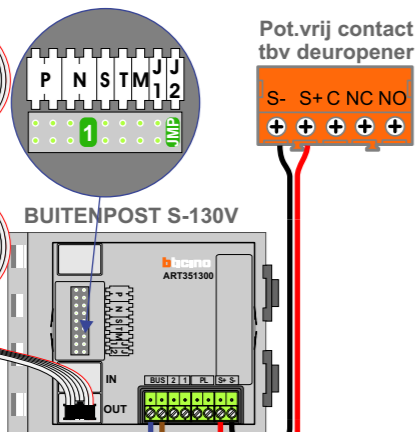 Pot.vrij contact
tbv deuropener
P N S T M J1 J2
1 JMP
S- S+ C NC NO
BUITENPOST S-130V
bticino
ART351300
P N S T M J1 J2
IN
OUT
BUS 2 1 PL S+ S-